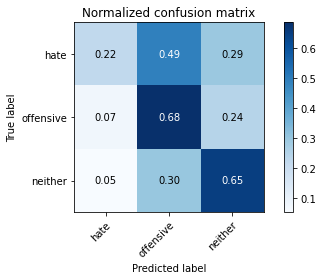 Normalized confusion matrix
True label
hate
0.22
0.49
0.29
offensive
0.07
0.68
0.24
neither
0.05
0.30
0.65
hate
offensive
neither
Predicted label
0.6
0.5
0.4
0.3
0.2
0.1